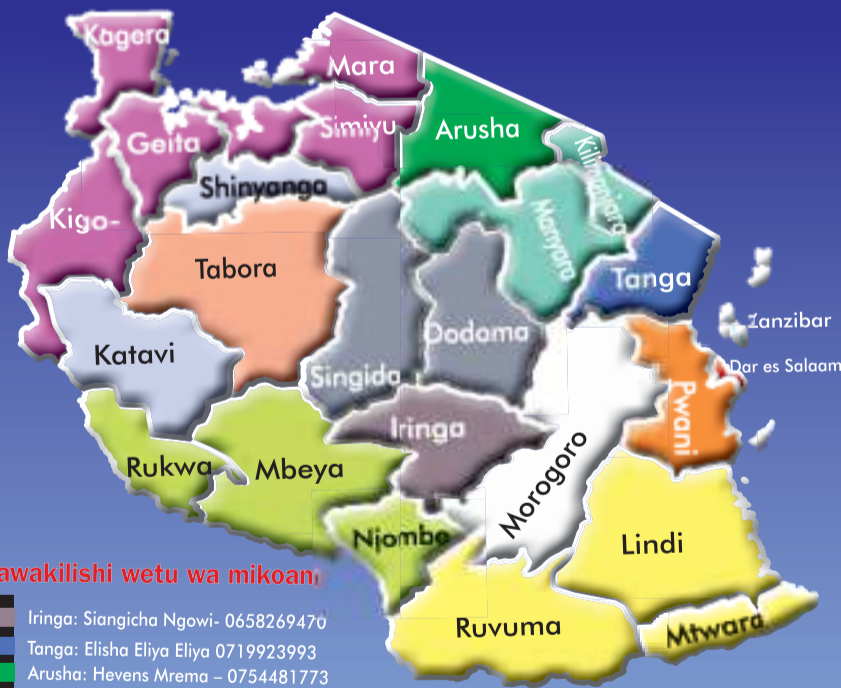 Kagera
Mara
Simiyu
Arusha
Geita
Kilimanjaro
Shinyanga
Kigo-
Manyara
Tabora
Tanga
Zanzibar
Dodoma
Katavi
Dar es Salaam
Singida
Pwani
Iringa
Rukwa
Mbeya
Morogoro
Njombe
Lindi
Ruvuma
Mtwara
awakilishi wetu wa mikoan
Iringa: Siangicha Ngowi- 0658269470
Tanga: Elisha Eliya Eliya 0719923993
Arusha: Hevens Mrema – 0754481773